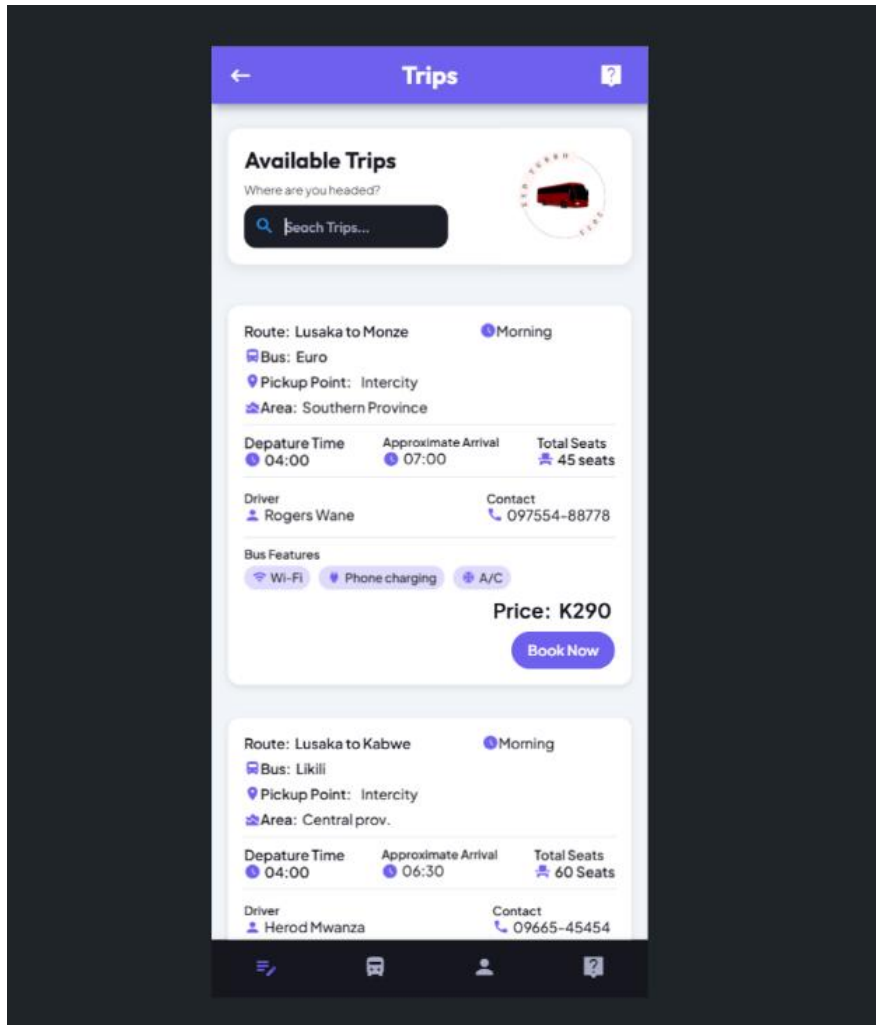 Trips
Available Trips
Where are you headed?
Seach Trips...
Route: Lusaka to Monze Morning
Bus: Euro
Pickup Point: Intercity
Area: Southern Province
Depature Time Approximate Arrival Total Seats
04:00 07:00 45 seats
Driver Contact
Rogers Wane 097554-88778
Bus Features
Wi-Fi Phone charging A/C
Price: K290
Book Now
Route: Lusaka to Kabwe Morning
Bus: Likili
Pickup Point: Intercity
Area: Central prov.
Depature Time Approximate Arrival Total Seats
04:00 06:30 60 Seats
Driver Contact
Herod Mwanza 09665-45454